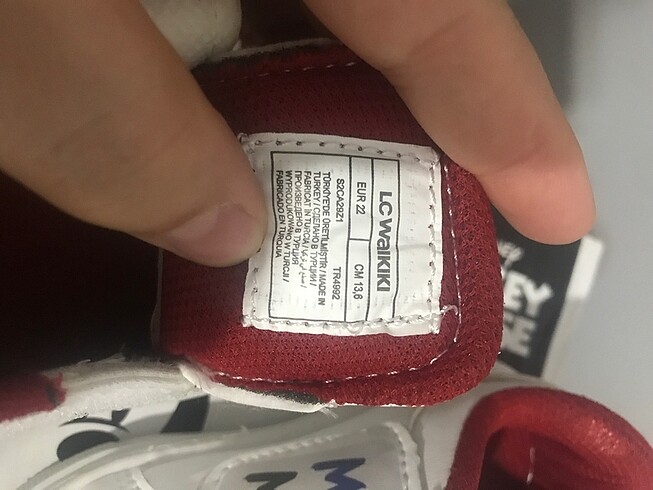 LC WAIKIKI
EUR 22 CM 13,6
S2CA29Z1 TR4992
TÜRKİYE'DE ÜRETİLMİŞTİR / MADE IN
TURKEY / СДЕЛАНО В ТУРЦИИ /
FABRICAT IN TURCIA /
ПРОИЗВЕДЕНО В ТУРЦИЯ
WYPRODUKOWANO W TURCJI /
FABRICADO EN TURQUIA